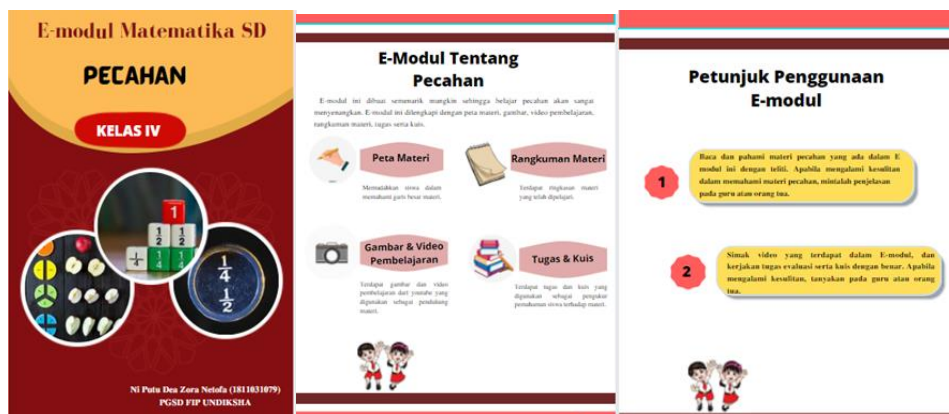 E-modul Matematika SD
PECAHAN
KELAS IV
1
1/2
1/2
1/4
1/4
1/2
Ni Putu Dea Zora Netofa (1811031079)
PGSD FIP UNDIKSHA
E-Modul Tentang
Pecahan
E-modul ini dibuat semenarik mungkin sehingga belajar pecahan akan sangat
menyenangkan. E-modul ini dilengkapi dengan peta materi, gambar, video pembelajaran,
rangkuman materi, tugas serta kuis.
Peta Materi
Memudahkan siswa dalam
memahami garis besar materi.
Rangkuman Materi
Terdapat ringkasan materi
yang telah dipelajari.
Gambar & Video
Pembelajaran
Terdapat gambar dan video
pembelajaran dari youtube yang
digunakan sebagai pendukung
materi.
Tugas & Kuis
Terdapat tugas dan kuis yang
digunakan sebagai pengukur
pemahaman siswa terhadap materi.
Petunjuk Penggunaan
E-modul
1
Baca dan pahami materi pecahan yang ada dalam E
modul ini dengan teliti. Apabila mengalami kesulitan
dalam memahami materi pecahan, mintalah penjelasan
pada guru atau orang tua.
2
Simak video yang terdapat dalam E-modul, dan
kerjakan tugas evaluasi serta kuis dengan benar. Apabila
mengalami kesulitan, tanyakan pada guru atau orang
tua.